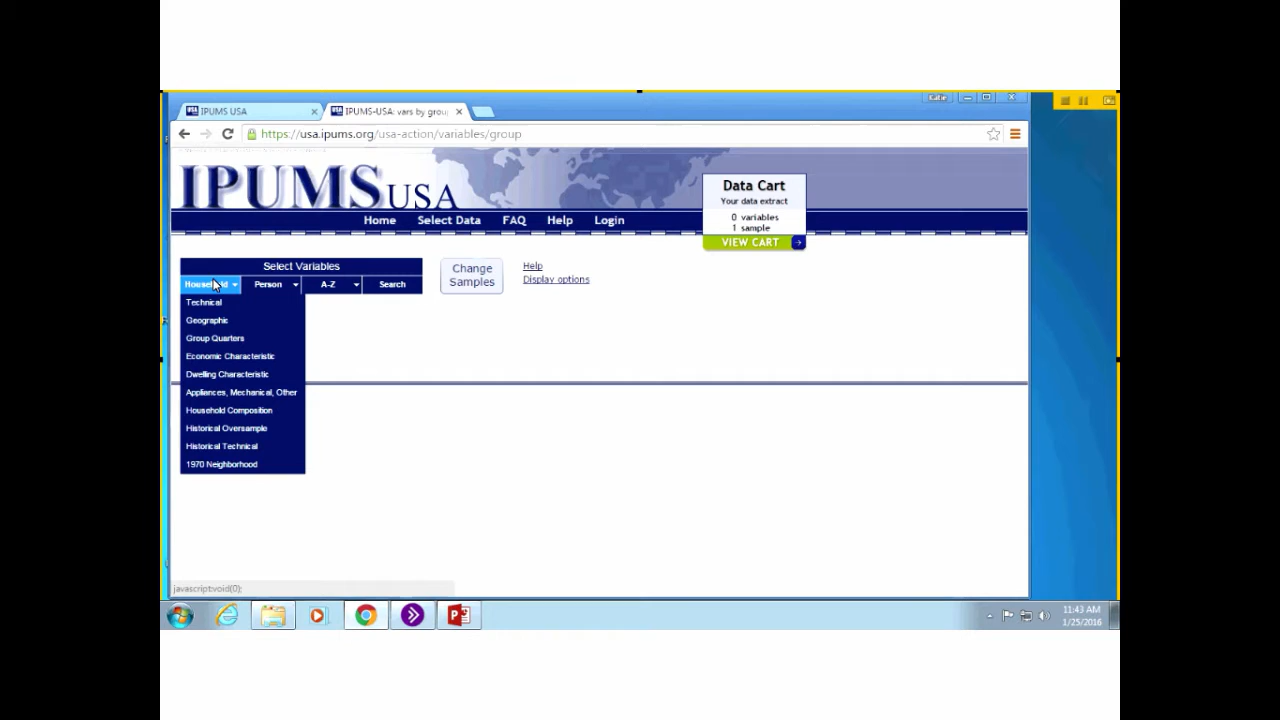 IPUMS USA
IPUMS-USA: vars by grou
https://usa.ipums.org/usa-action/variables/group
IPUMS USA
Data Cart
Your data extract
0 variables
1 sample
VIEW CART
Home Select Data FAQ Help Login
Select Variables
Household Person A-Z Search
Change
Samples
Help
Display options
Technical
Geographic
Group Quarters
Economic Characteristic
Dwelling Characteristic
Appliances, Mechanical, Other
Household Composition
Historical Oversample
Historical Technical
1970 Neighborhood
javascript:void(0);
11:43 AM
1/25/2016